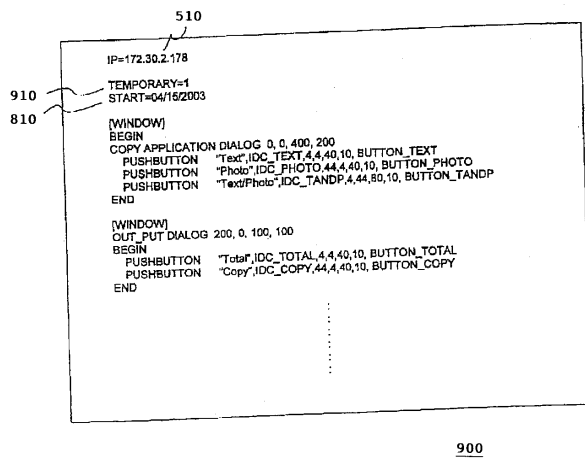 510
IP=172.30.2.178
910
TEMPORARY=1
810
START=04/15/2003
[WINDOW]
BEGIN
COPY APPLICATION DIALOG 0, 0, 400, 200
PUSHBUTTON "Text",IDC_TEXT,4,4,40,10, BUTTON_TEXT
PUSHBUTTON "Photo",IDC_PHOTO,44,4,40,10, BUTTON_PHOTO
PUSHBUTTON "Text/Photo",IDC_TANDP,4,44,80,10, BUTTON_TANDP
END
[WINDOW]
OUT_PUT DIALOG 200, 0, 100, 100
BEGIN
PUSHBUTTON "Total",IDC_TOTAL,4,4,40,10, BUTTON_TOTAL
PUSHBUTTON "Copy",IDC_COPY,44,4,40,10, BUTTON_COPY
END
900